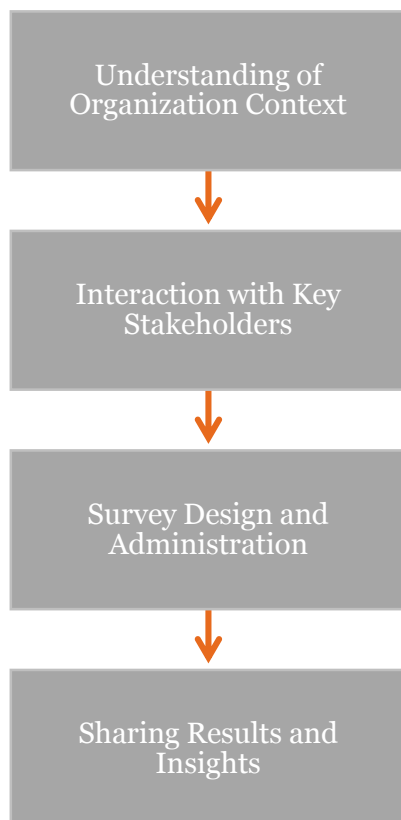 Understanding of
Organization Context
Interaction with Key
Stakeholders
Survey Design and
Administration
Sharing Results and
Insights